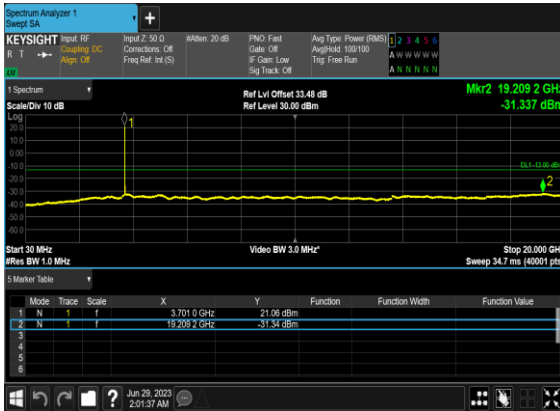 Spectrum Analyzer 1
Swept SA
+
KEYSIGHT Input: RF Input Z: 50 Ω #Atten: 20 dB PNO: Fast Avg Type: Power (RMS) 1 2 3 4 5 6
R T Coupling: DC Corrections: Off Gate: Off Avg|Hold: 100/100 A W W W W W
Align: Off Freq Ref: Int (S) IF Gain: Low Trig: Free Run
Sig Track: Off A N N N N N
1 Spectrum
Ref Lvl Offset 33.48 dB Mkr2 19.209 2 GHz
Scale/Div 10 dB Ref Level 30.00 dBm -31.337 dBm
Log
20.0
10.0
0.00
-10.0
-20.0
-30.0
-40.0
-50.0
-60.0
1
DL1 -13.00 dBm
2
Start 30 MHz Video BW 3.0 MHz* Stop 20.000 GHz
#Res BW 1.0 MHz Sweep 34.7 ms (40001 pts)
5 Marker Table
Mode Trace Scale X Y Function Function Width Function Value
1 N 1 f 3.701 0 GHz 21.06 dBm
2 N 1 f 19.209 2 GHz -31.34 dBm
3
4
5
6
? Jun 29, 2023
2:01:37 AM